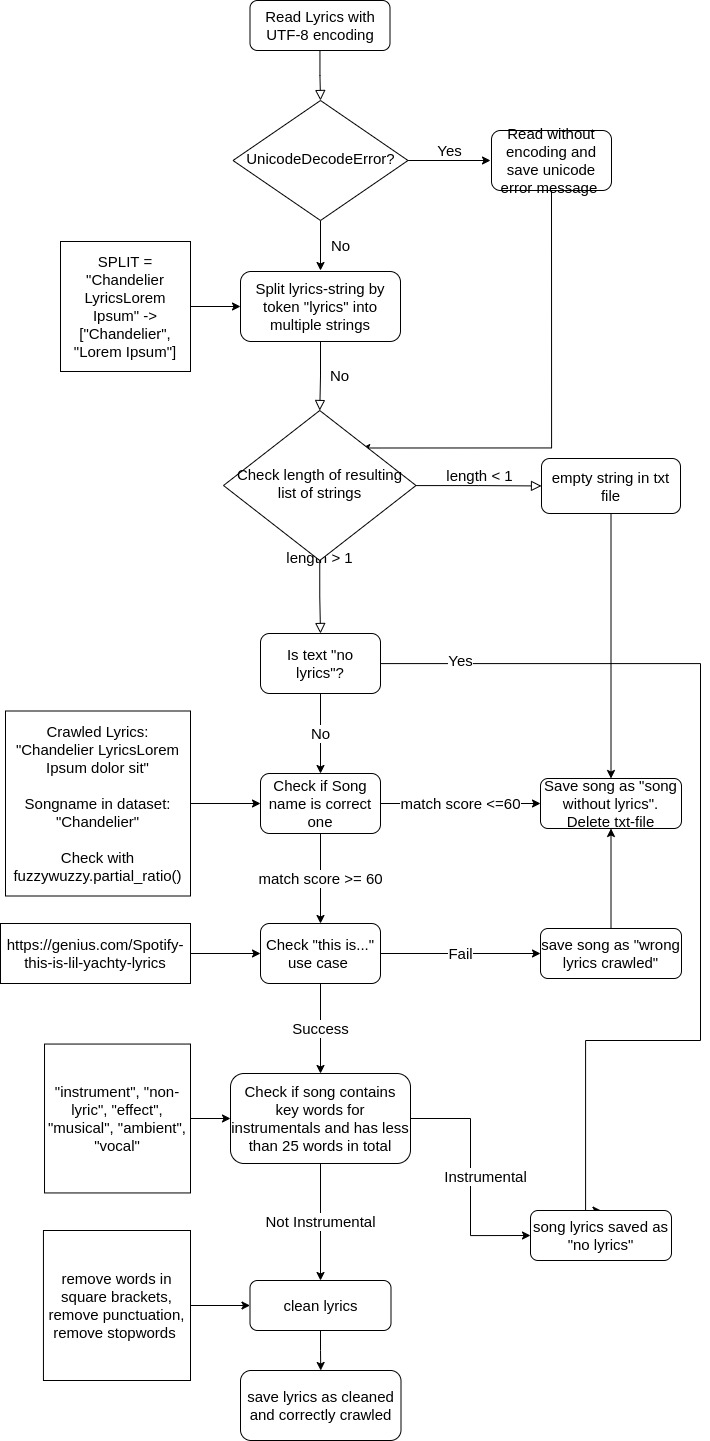 Read Lyrics with
UTF-8 encoding
UnicodeDecodeError?
Yes
Read without
encoding and
save unicode
error message
No
SPLIT =
"Chandelier
LyricsLorem
Ipsum" ->
["Chandelier",
"Lorem Ipsum"]
Split lyrics-string by
token "lyrics" into
multiple strings
No
Check length of resulting
list of strings
length < 1
empty string in txt
file
length > 1
Is text "no
lyrics"?
Yes
No
Crawled Lyrics:
"Chandelier LyricsLorem
Ipsum dolor sit"
Songname in dataset:
"Chandelier"
Check with
fuzzywuzzy.partial_ratio()
Check if Song
name is correct
one
match score <=60
Save song as "song
without lyrics".
Delete txt-file
match score >= 60
https://genius.com/Spotify-
this-is-lil-yachty-lyrics
Check "this is..."
use case
Fail
save song as "wrong
lyrics crawled"
Success
"instrument", "non-
lyric", "effect",
"musical", "ambient",
"vocal"
Check if song contains
key words for
instrumentals and has less
than 25 words in total
Instrumental
Not Instrumental
song lyrics saved as
"no lyrics"
remove words in
square brackets,
remove punctuation,
remove stopwords
clean lyrics
save lyrics as cleaned
and correctly crawled